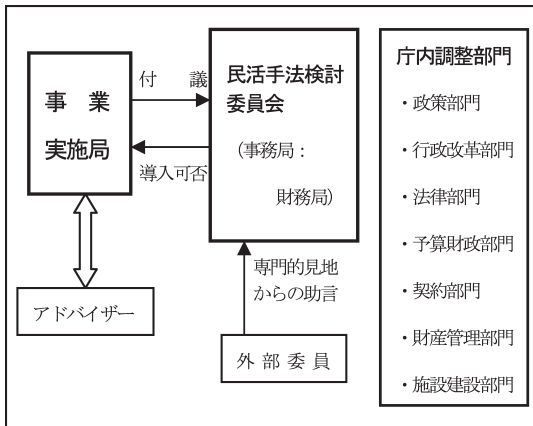 事　業
実施局
付　議
導入可否
民活手法検討
委員会
（事務局：
財務局）
専門的見地
からの助言
アドバイザー
外 部 委 員
庁内調整部門
・政策部門
・行政改革部門
・法律部門
・予算財政部門
・契約部門
・財産管理部門
・施設建設部門